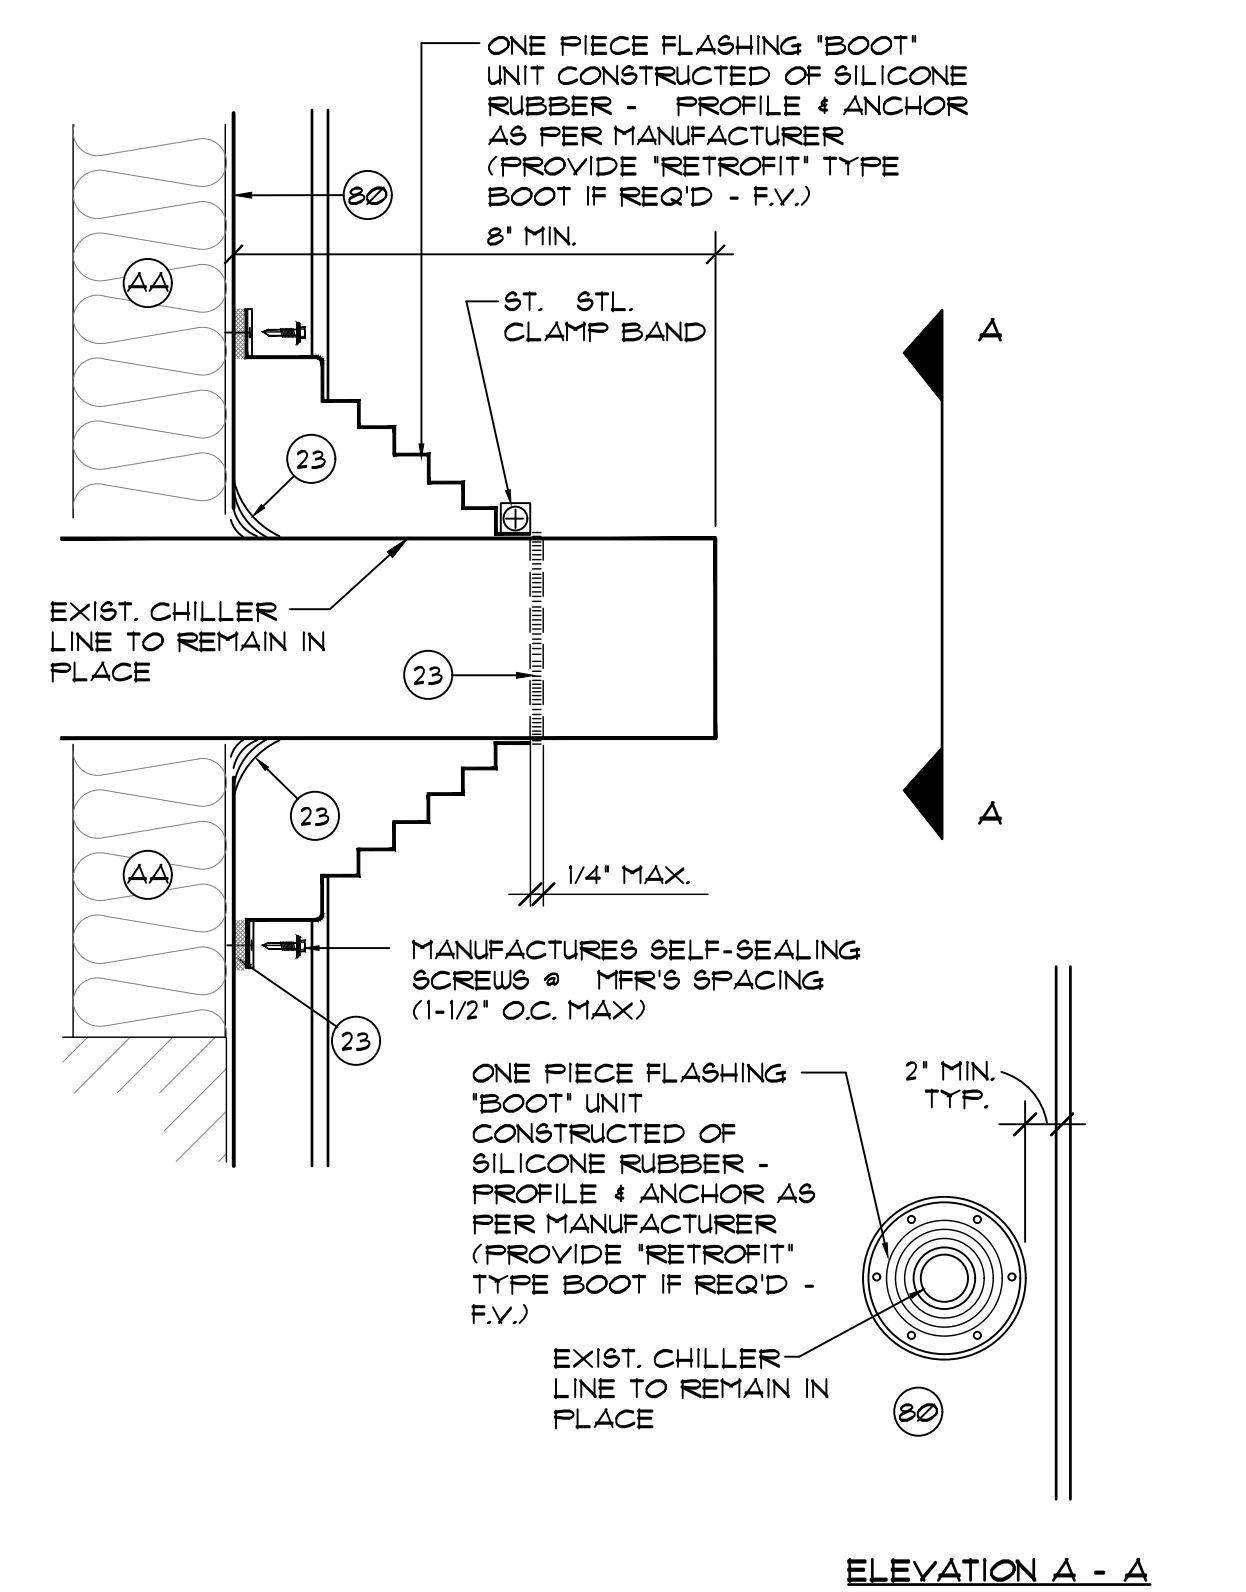 ONE PIECE FLASHING "BOOT"
UNIT CONSTRUCTED OF SILICONE
RUBBER - PROFILE & ANCHOR
AS PER MANUFACTURER
(PROVIDE "RETROFIT" TYPE
BOOT IF REQ'D - F.V.)
80
8" MIN.
AA
ST. STL.
CLAMP BAND
A
23
EXIST. CHILLER
LINE TO REMAIN IN
PLACE
23
23
A
AA
1/4" MAX.
MANUFACTURES SELF-SEALING
SCREWS @ MFR'S SPACING
(1-1/2" O.C. MAX)
23
ONE PIECE FLASHING
"BOOT" UNIT
CONSTRUCTED OF
SILICONE RUBBER -
PROFILE & ANCHOR AS
PER MANUFACTURER
(PROVIDE "RETROFIT"
TYPE BOOT IF REQ'D -
F.V.)
2" MIN.
TYP.
EXIST. CHILLER
LINE TO REMAIN IN
PLACE
80
ELEVATION A - A